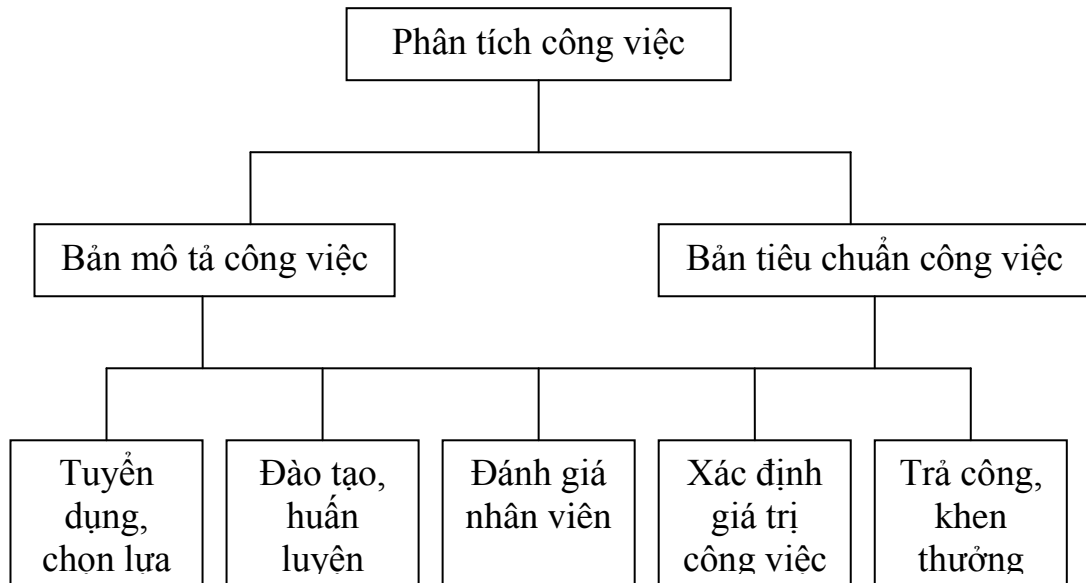 Phân tích công việc
Bản mô tả công việc
Bản tiêu chuẩn công việc
Tuyển
dụng,
chọn lựa
Đào tạo,
huấn
luyện
Đánh giá
nhân viên
Xác định
giá trị
công việc
Trả công,
khen
thưởng